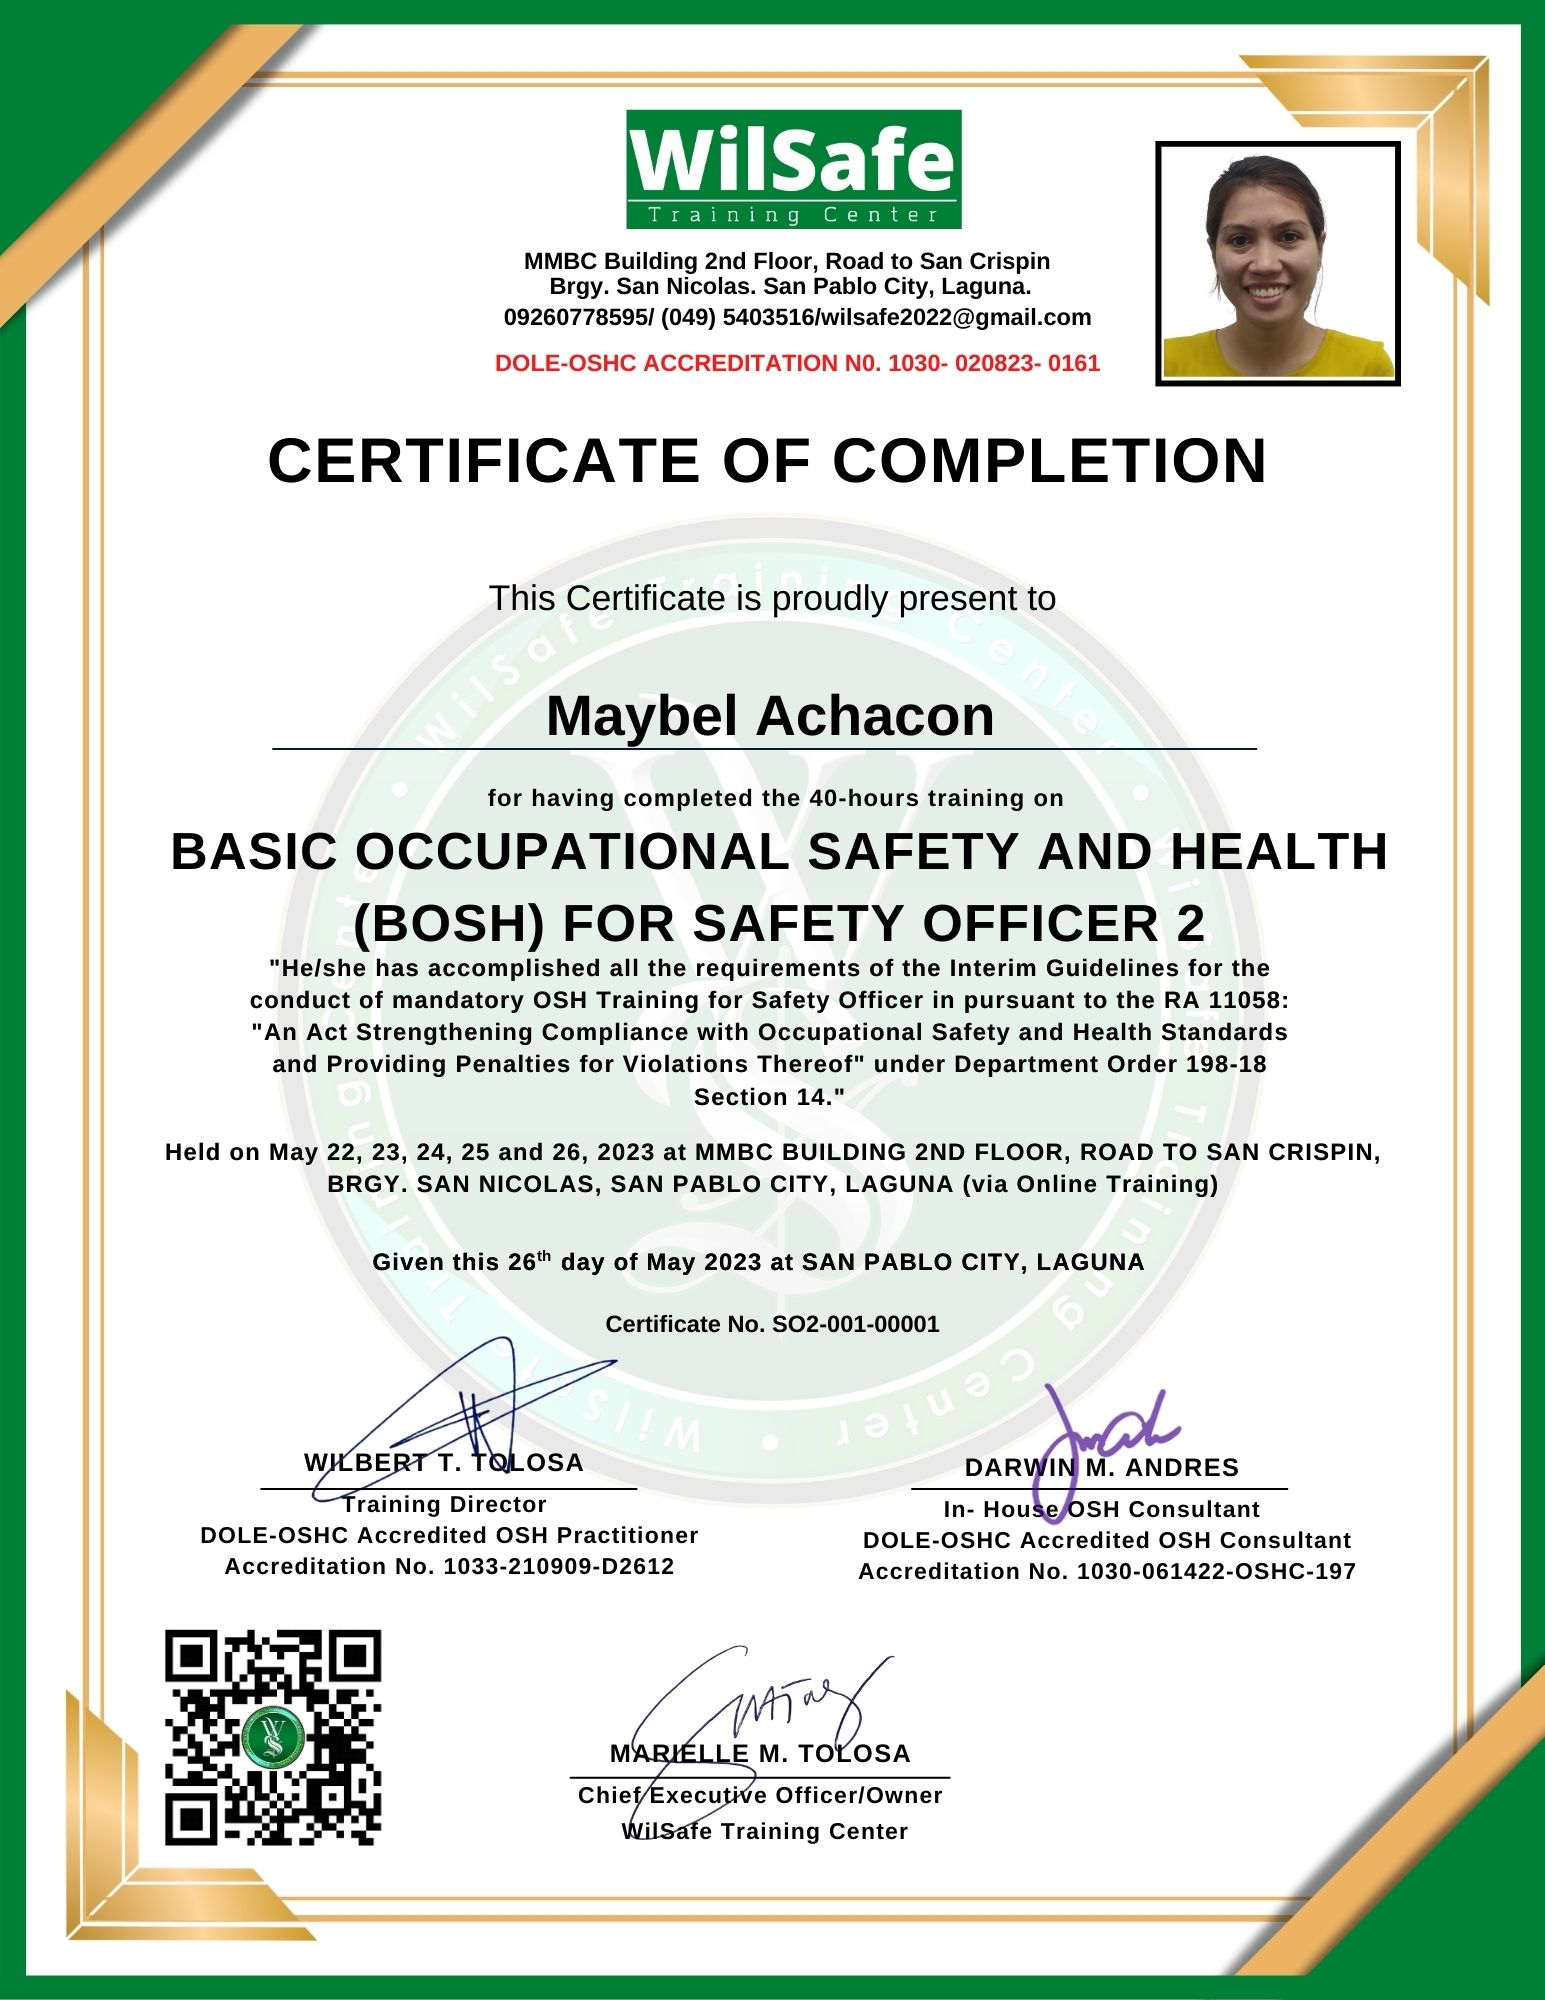 WilSafe
Training Center
MMBC Building 2nd Floor, Road to San Crispin
Brgy. San Nicolas. San Pablo City, Laguna.
09260778595/ (049) 5403516/wilsafe2022@gmail.com
DOLE-OSHC ACCREDITATION N0. 1030- 020823- 0161
CERTIFICATE OF COMPLETION
This Certificate is proudly present to
Maybel Achacon
for having completed the 40-hours training on
BASIC OCCUPATIONAL SAFETY AND HEALTH
(BOSH) FOR SAFETY OFFICER 2
"He/she has accomplished all the requirements of the Interim Guidelines for the
conduct of mandatory OSH Training for Safety Officer in pursuant to the RA 11058:
"An Act Strengthening Compliance with Occupational Safety and Health Standards
and Providing Penalties for Violations Thereof" under Department Order 198-18
Section 14."
Held on May 22, 23, 24, 25 and 26, 2023 at MMBC BUILDING 2ND FLOOR, ROAD TO SAN CRISPIN,
BRGY. SAN NICOLAS, SAN PABLO CITY, LAGUNA (via Online Training)
Given this 26th day of May 2023 at SAN PABLO CITY, LAGUNA
Certificate No. SO2-001-00001
WilSafe Training Center • WilSafe Training Center • WilSafe Training Center •
WILBERT T. TOLOSA
Training Director
DOLE-OSHC Accredited OSH Practitioner
Accreditation No. 1033-210909-D2612
DARWIN M. ANDRES
In- House OSH Consultant
DOLE-OSHC Accredited OSH Consultant
Accreditation No. 1030-061422-OSHC-197
MARIELLE M. TOLOSA
Chief Executive Officer/Owner
WilSafe Training Center